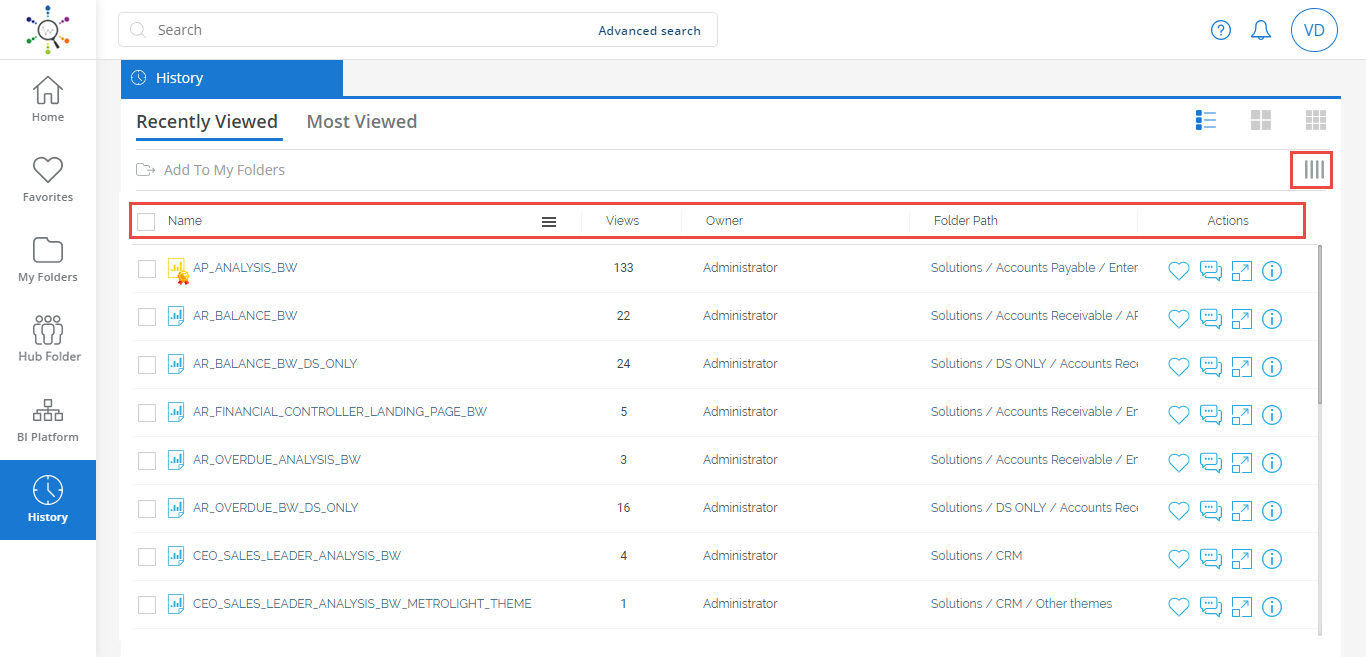 Search Advanced search
VD
Home
Favorites
My Folders
Hub Folder
BI Platform
History
History
Recently Viewed Most Viewed
Add To My Folders
Name Views Owner Folder Path Actions
AP_ANALYSIS_BW 133 Administrator Solutions / Accounts Payable / Enter
AR_BALANCE_BW 22 Administrator Solutions / Accounts Receivable / AF
AR_BALANCE_BW_DS_ONLY 24 Administrator Solutions / DS ONLY / Accounts Rece
AR_FINANCIAL_CONTROLLER_LANDING_PAGE_BW 5 Administrator Solutions / Accounts Receivable / En
AR_OVERDUE_ANALYSIS_BW 3 Administrator Solutions / Accounts Receivable / En
AR_OVERDUE_BW_DS_ONLY 16 Administrator Solutions / DS ONLY / Accounts Rece
CEO_SALES_LEADER_ANALYSIS_BW 4 Administrator Solutions / CRM
CEO_SALES_LEADER_ANALYSIS_BW_METROLIGHT_THEME 1 Administrator Solutions / CRM / Other themes